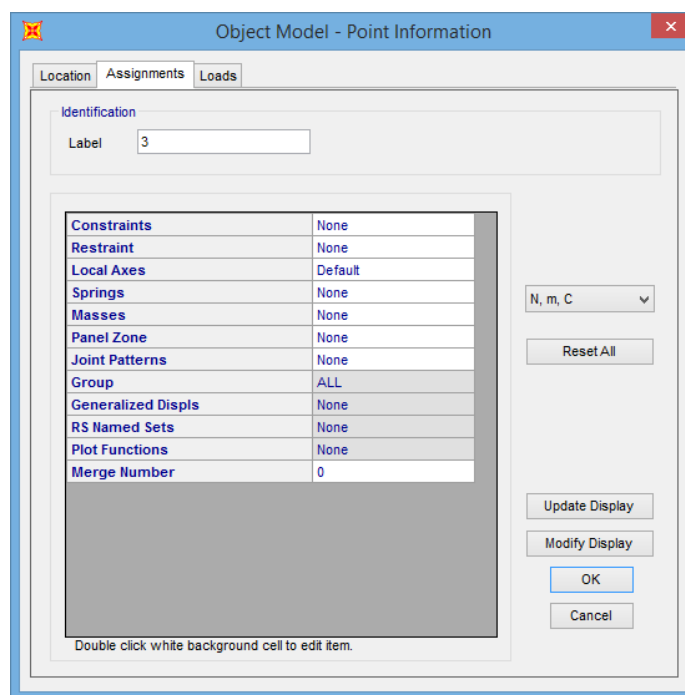 Object Model - Point Information
Location Assignments Loads
Identification
Label 3
Constraints None
Restraint None
Local Axes Default
Springs None
Masses None
Panel Zone None
Joint Patterns None
Group ALL
Generalized Displs None
RS Named Sets None
Plot Functions None
Merge Number 0
Double click white background cell to edit item.
N, m, C
Reset All
Update Display
Modify Display
OK
Cancel